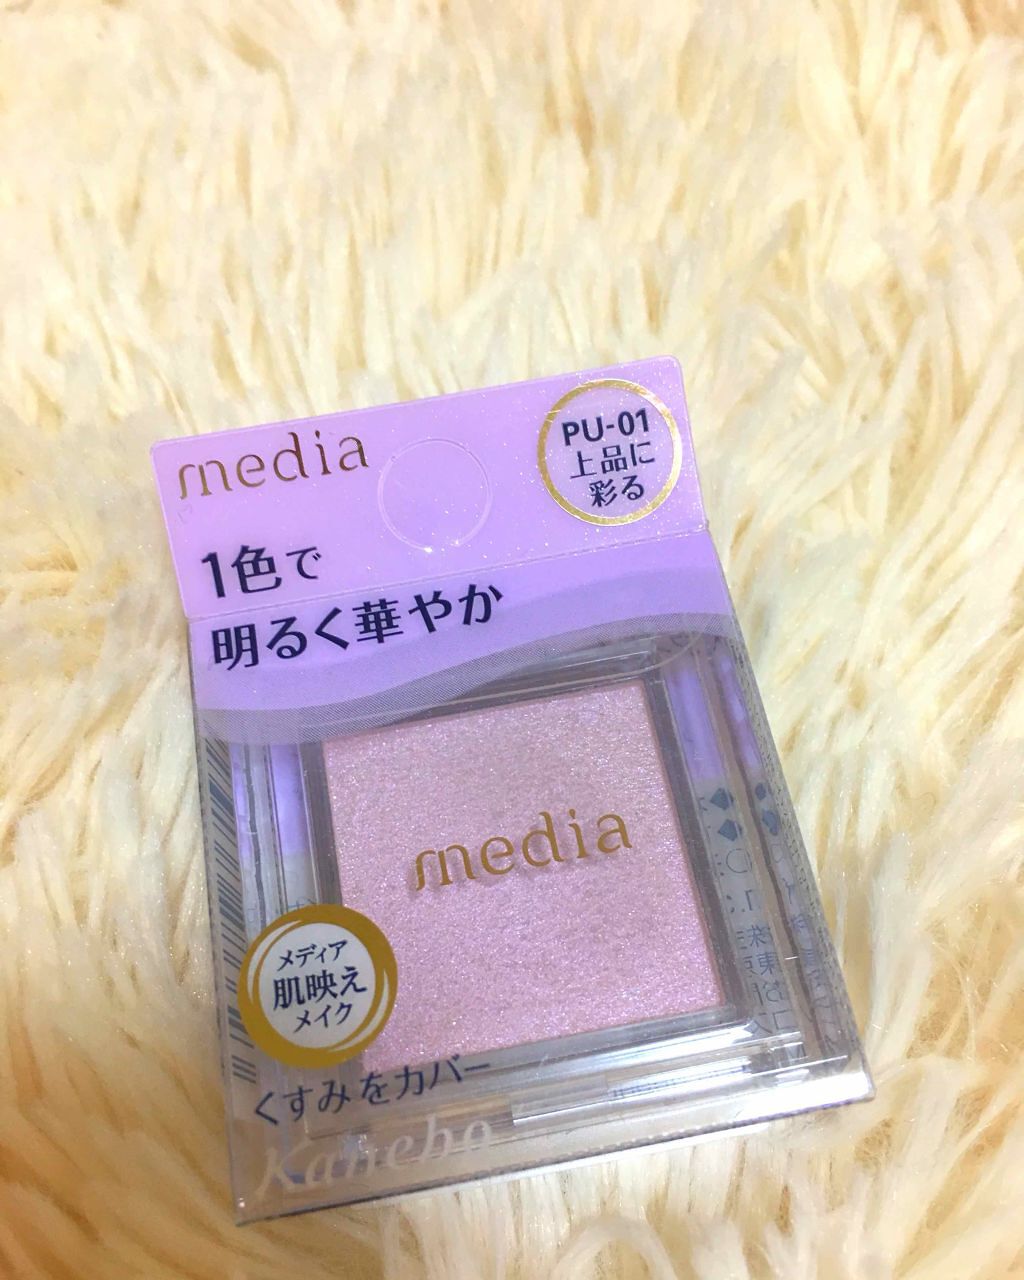 media
PU-01
上品に
彩る
1色で
明るく華やか
media
メディア
肌映え
メイク
くすみをカバー
Kanebo